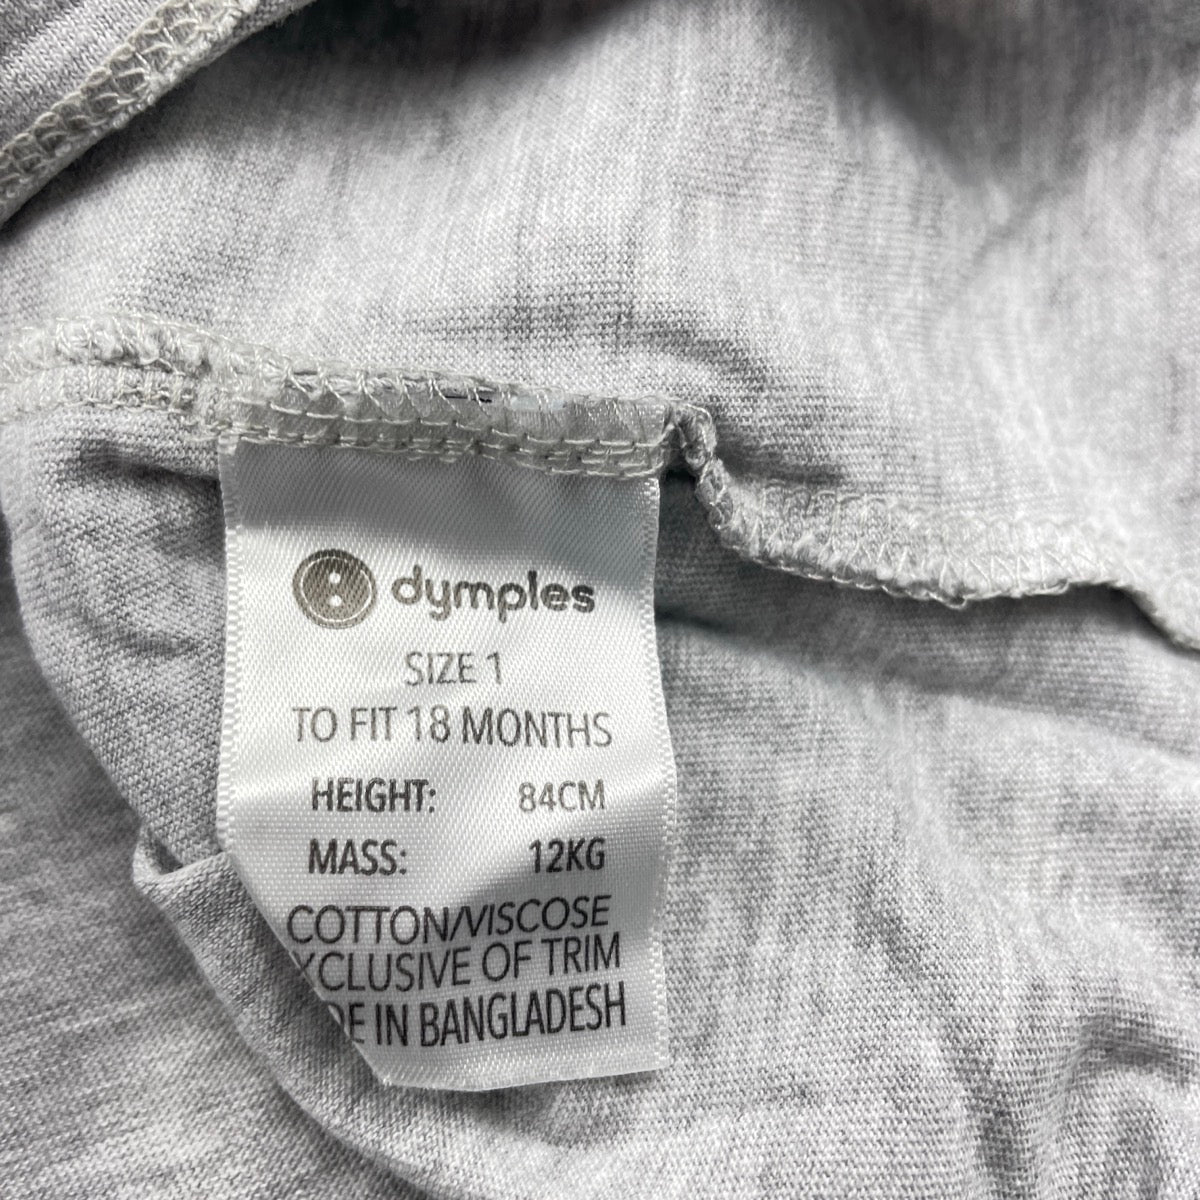 dymples
SIZE 1
TO FIT 18 MONTHS
HEIGHT: 84CM
MASS: 12KG
COTTON/VISCOSE
XCLUSIVE OF TRIM
DE IN BANGLADESH